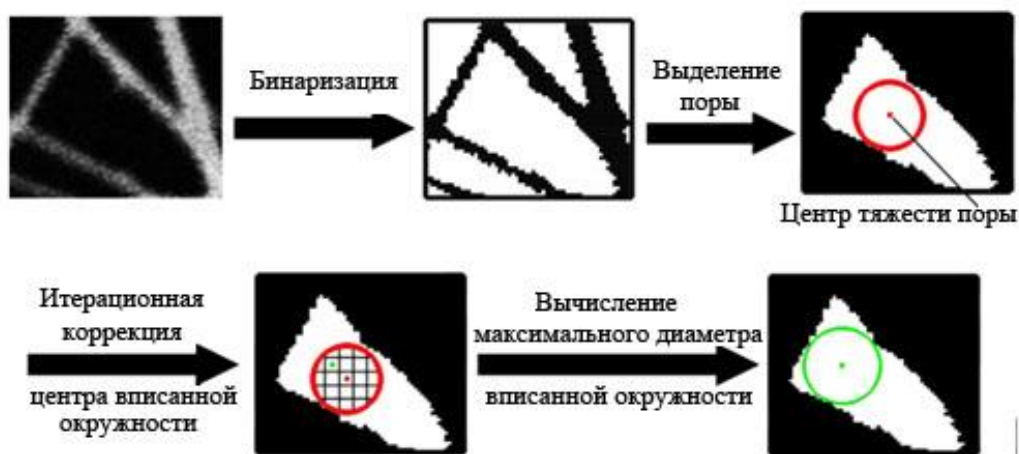 Бинаризация
Выделение
поры
Центр тяжести поры
Итерационная
коррекция
центра вписанной
окружности
Вычисление
максимального диаметра
вписанной окружности